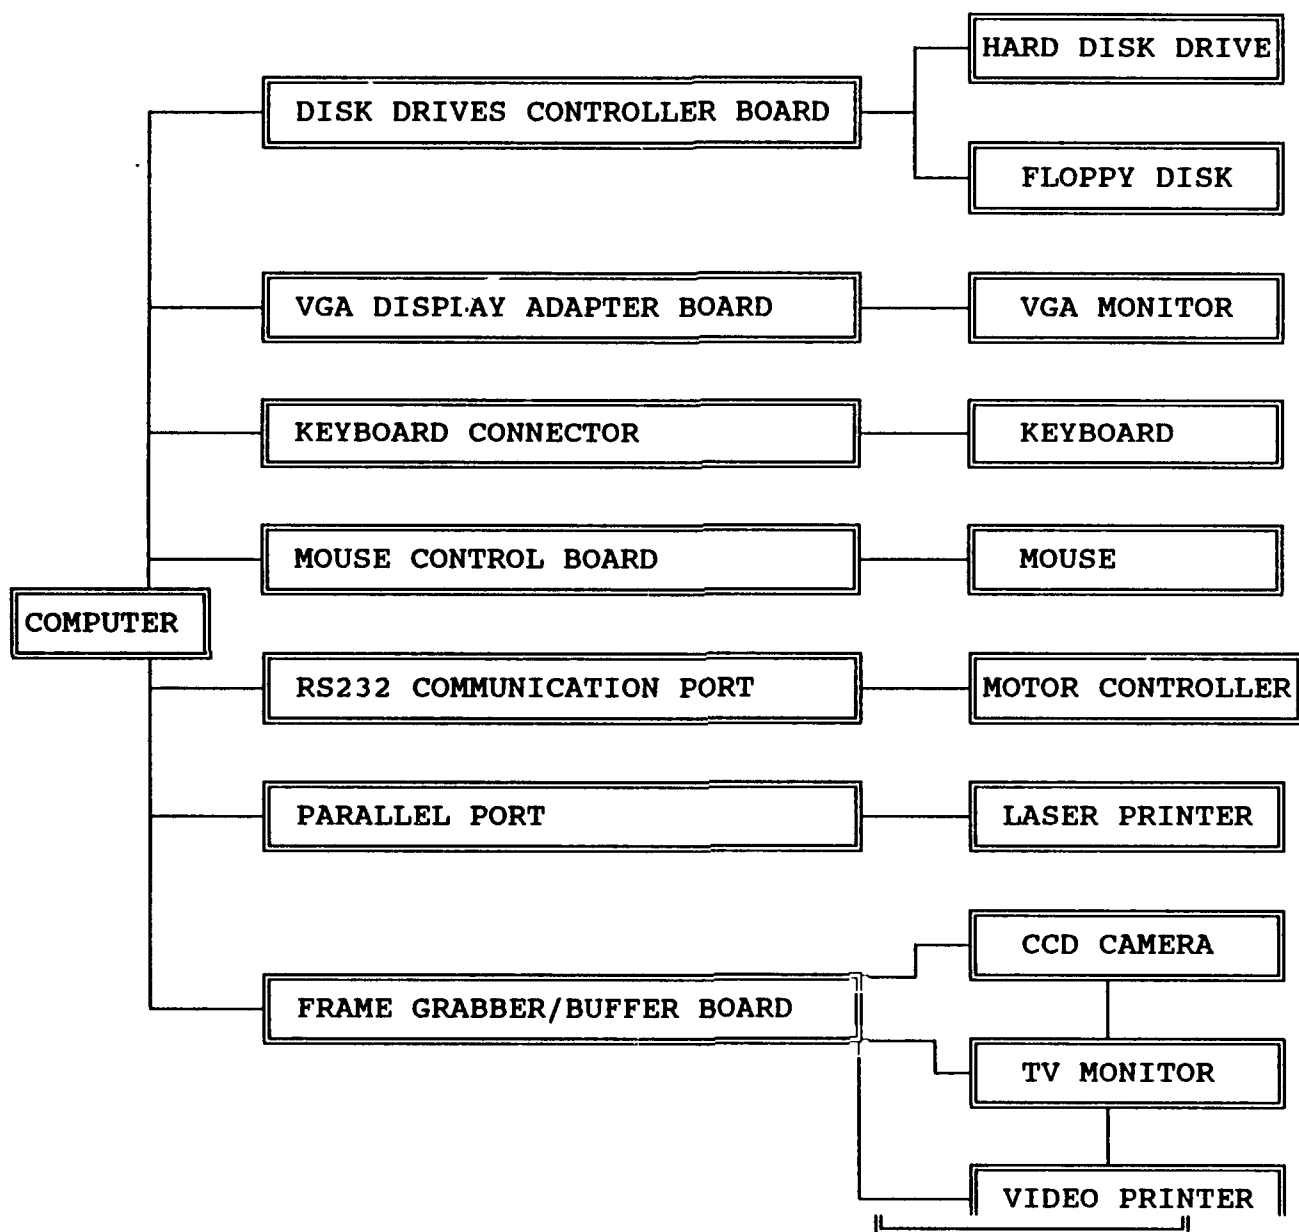 HARD DISK DRIVE
DISK DRIVES CONTROLLER BOARD
FLOPPY DISK
VGA DISPLAY ADAPTER BOARD
VGA MONITOR
KEYBOARD CONNECTOR
KEYBOARD
MOUSE CONTROL BOARD
MOUSE
COMPUTER
RS232 COMMUNICATION PORT
MOTOR CONTROLLER
PARALLEL PORT
LASER PRINTER
CCD CAMERA
FRAME GRABBER/BUFFER BOARD
TV MONITOR
VIDEO PRINTER